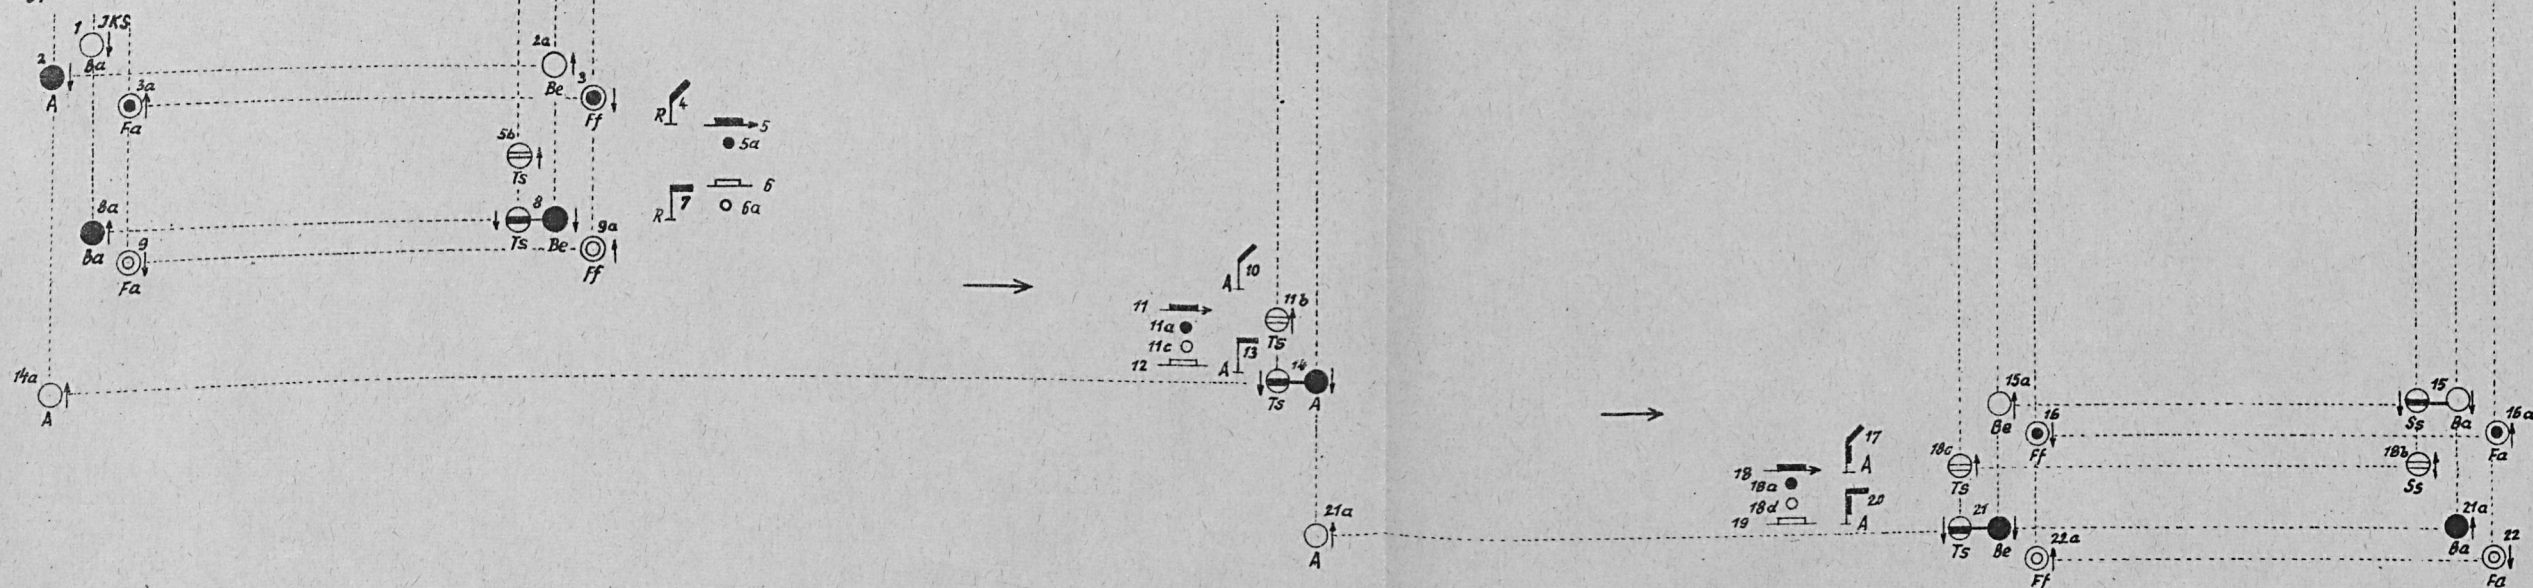 1 JKS
2 Ba
A
3a
Fa
2a
Be
3
Ff
R 4
5
5a
5b
Ts
6
R 7
6a
8a
Ba
9
Fa
8
Ts Be
9a
Ff
A 10
11
11a
11b
Ts
11c
12
A 13
14a
A
14
Ts A
15a
Be
16
Ff
15
Ss Ba
16a
Fa
17
A
18
18a
18c
Ts
18b
Ss
18d
19
20
A
21a
A
21
Ts Be
21a
Ba
22a
Ff
22
Fa